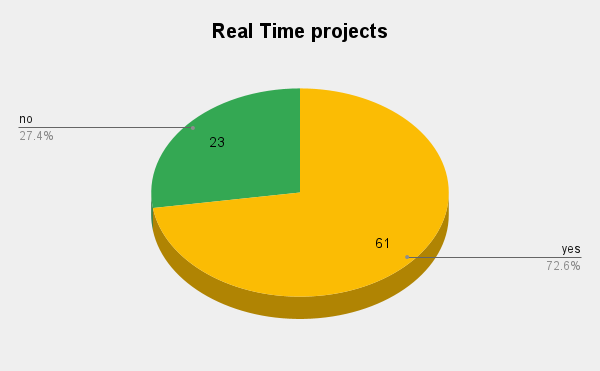 Real Time projects
no
27.4%
23
61
yes
72.6%